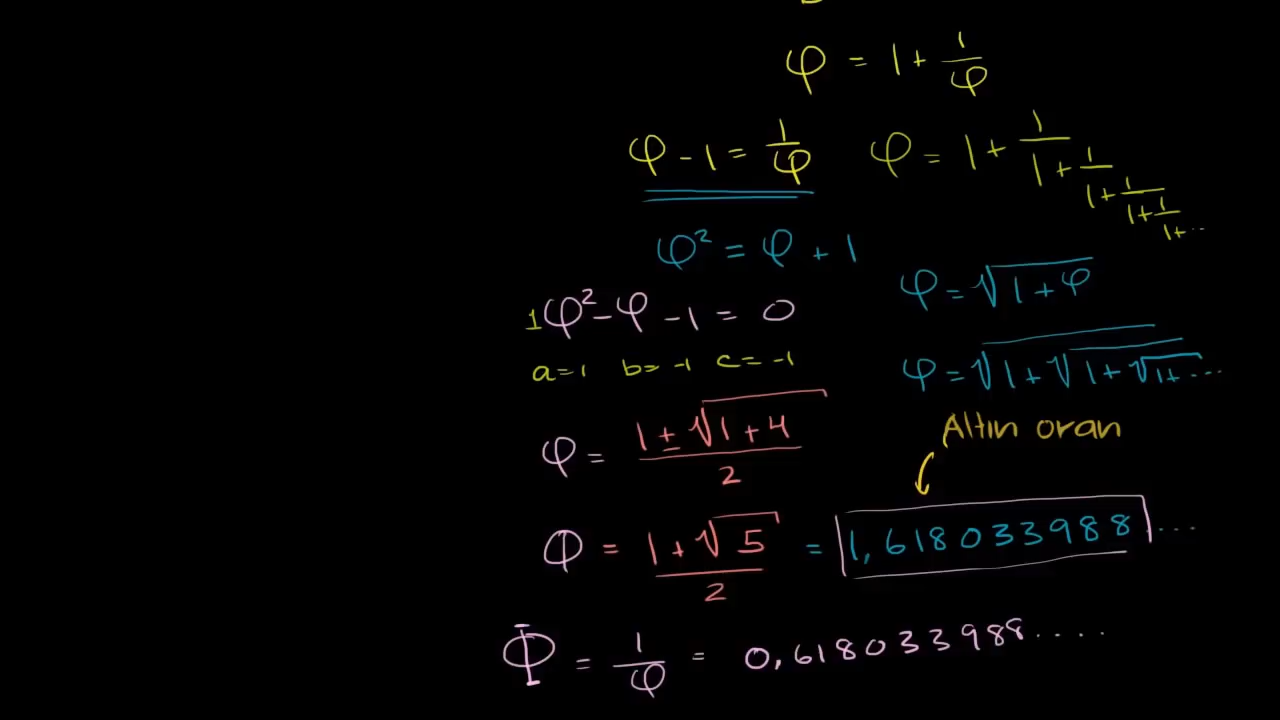 φ = 1 + 1/φ
φ - 1 = 1/φ
φ = 1 + 1/(1 + 1/(1 + 1/(1 + 1/(1 + ...
φ² = φ + 1
φ = √(1 + φ)
1φ² - φ - 1 = 0
a = 1 b = -1 c = -1
φ = √(1 + √(1 + √(1 + ...
φ = (1 ± √(1 + 4))/2
Altın oran
φ = (1 + √5)/2 = 1,618033988 ...
Φ = 1/φ = 0,618033988 ....